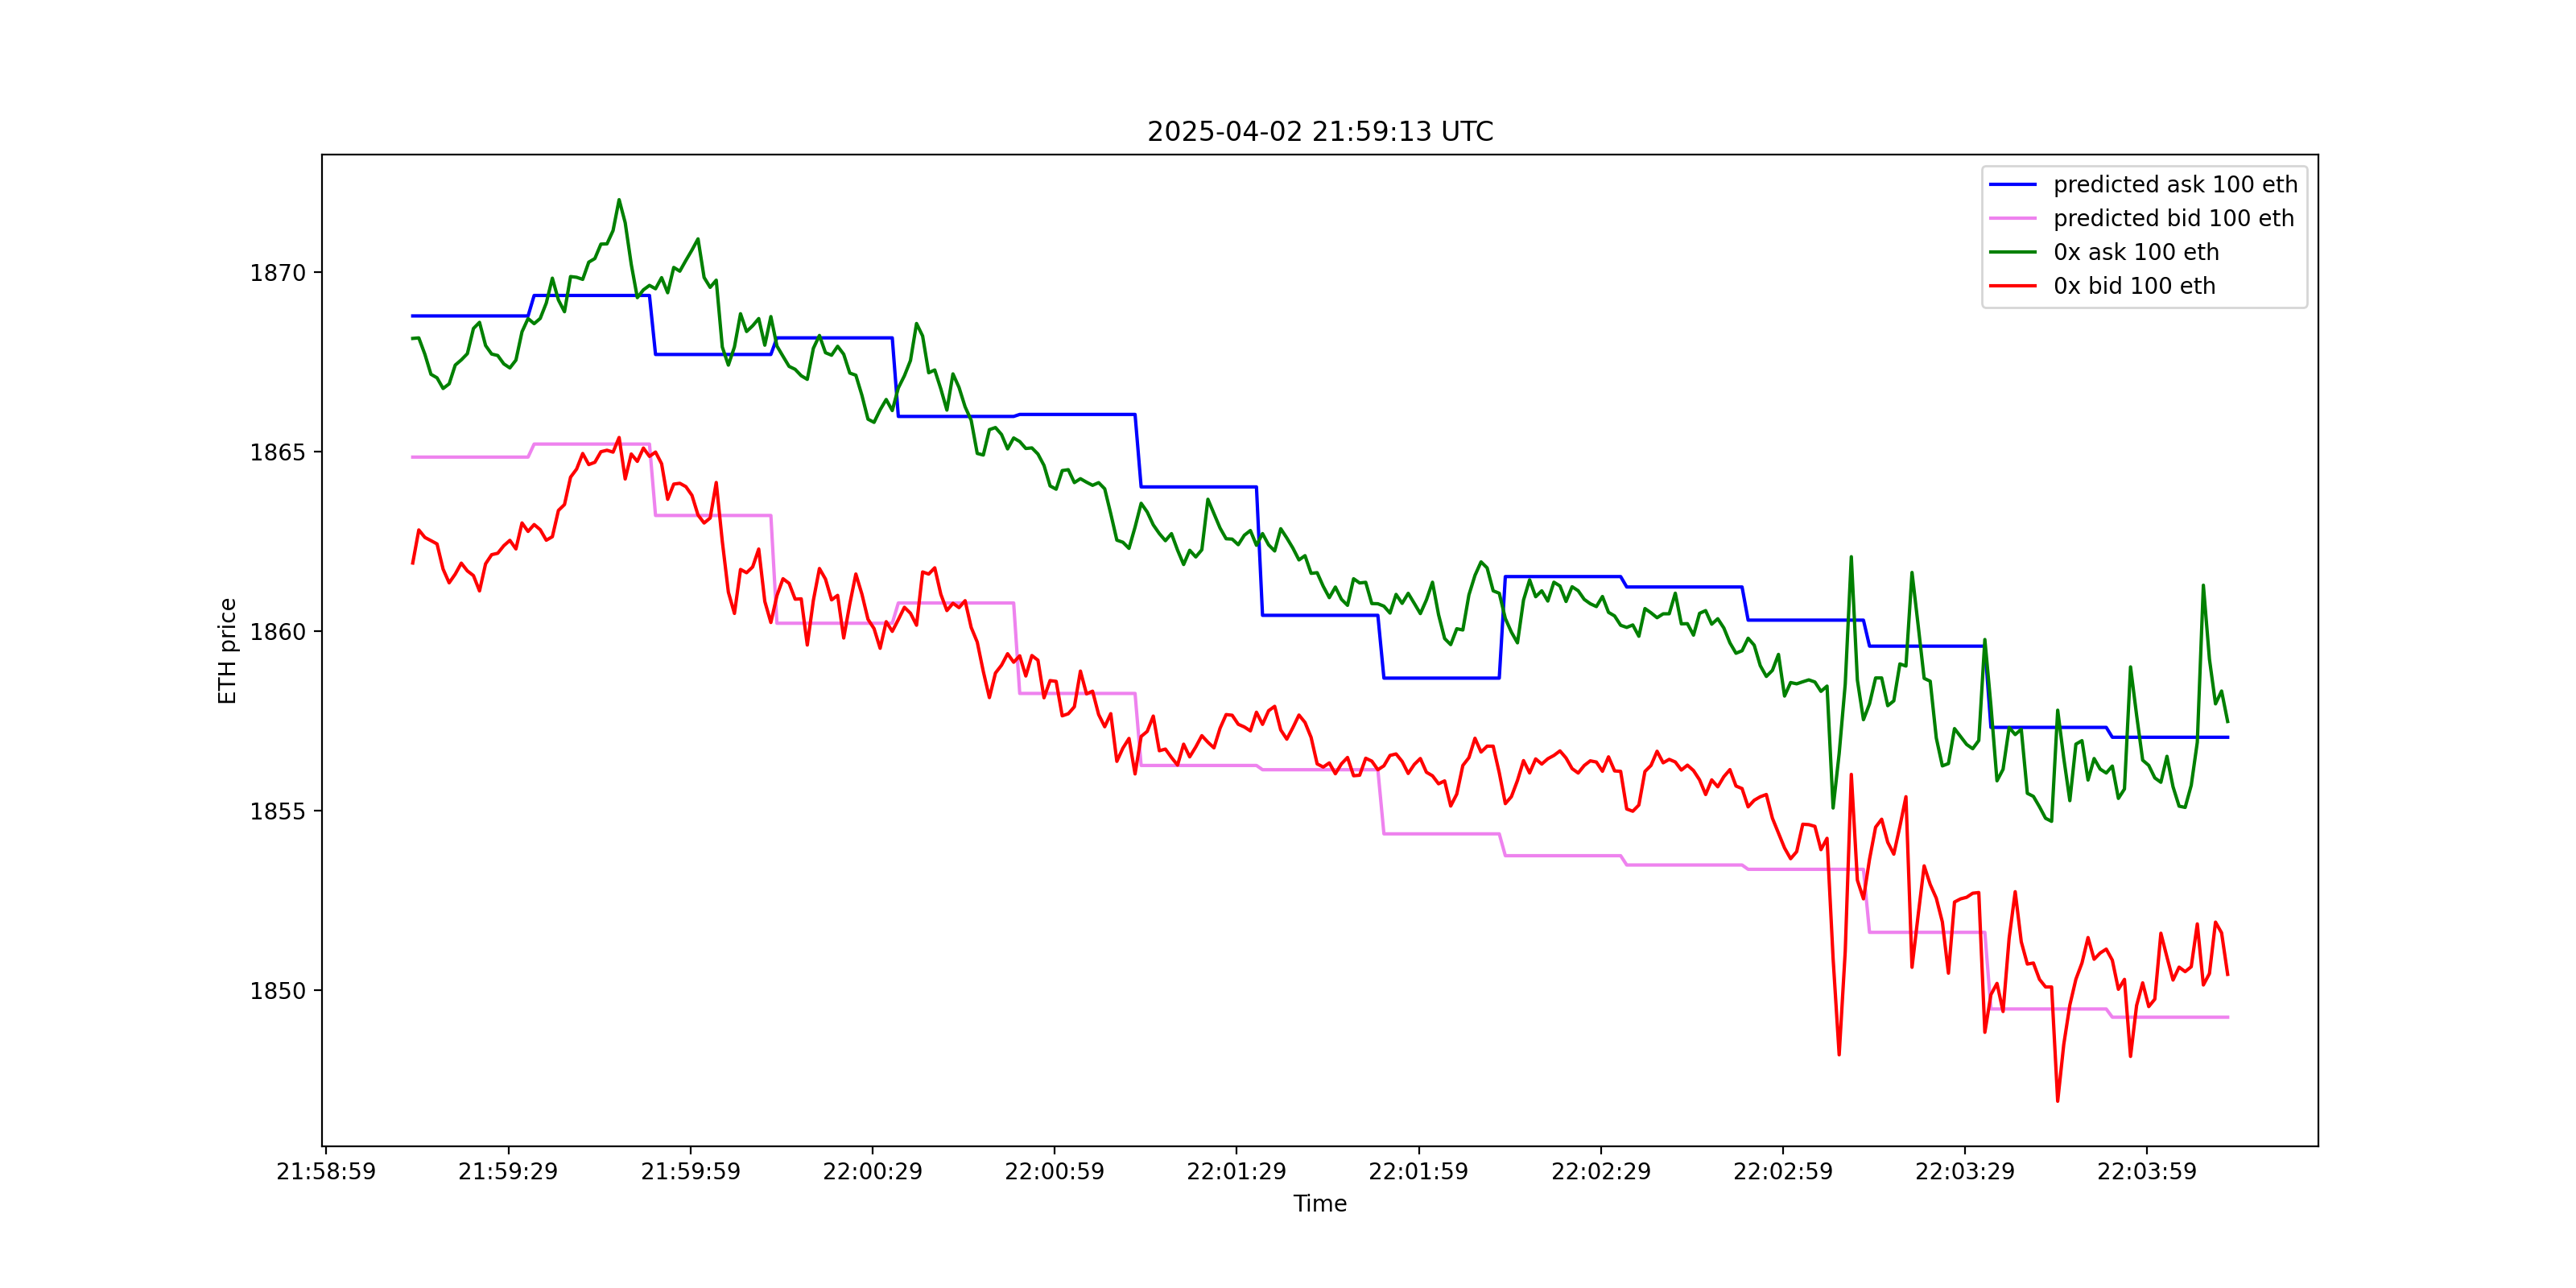 2025-04-02 21:59:13 UTC
predicted ask 100 eth
predicted bid 100 eth
0x ask 100 eth
0x bid 100 eth
ETH price
1870
1865
1860
1855
1850
21:58:59 21:59:29 21:59:59 22:00:29 22:00:59 22:01:29 22:01:59 22:02:29 22:02:59 22:03:29 22:03:59
Time